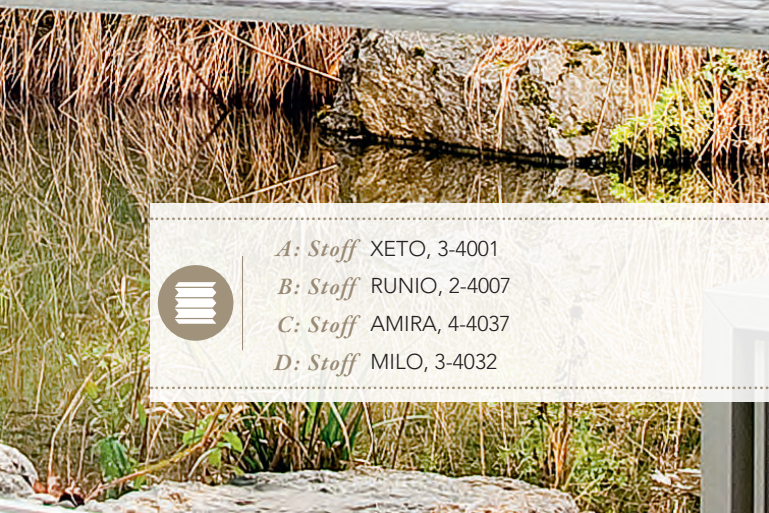 A: Stoff XETO, 3-4001
B: Stoff RUNIO, 2-4007
C: Stoff AMIRA, 4-4037
D: Stoff MILO, 3-4032